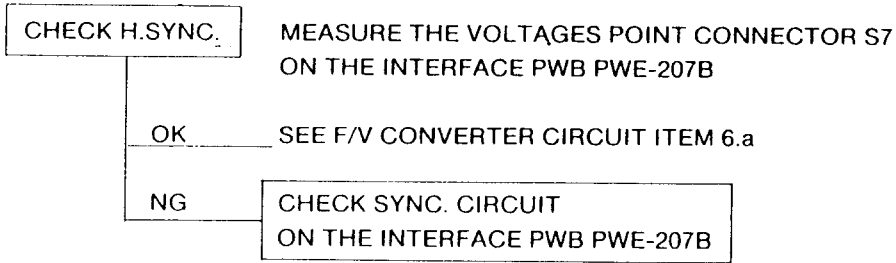 CHECK H.SYNC. MEASURE THE VOLTAGES POINT CONNECTOR S7
ON THE INTERFACE PWB PWE-207B
OK SEE F/V CONVERTER CIRCUIT ITEM 6.a
NG CHECK SYNC. CIRCUIT
ON THE INTERFACE PWB PWE-207B